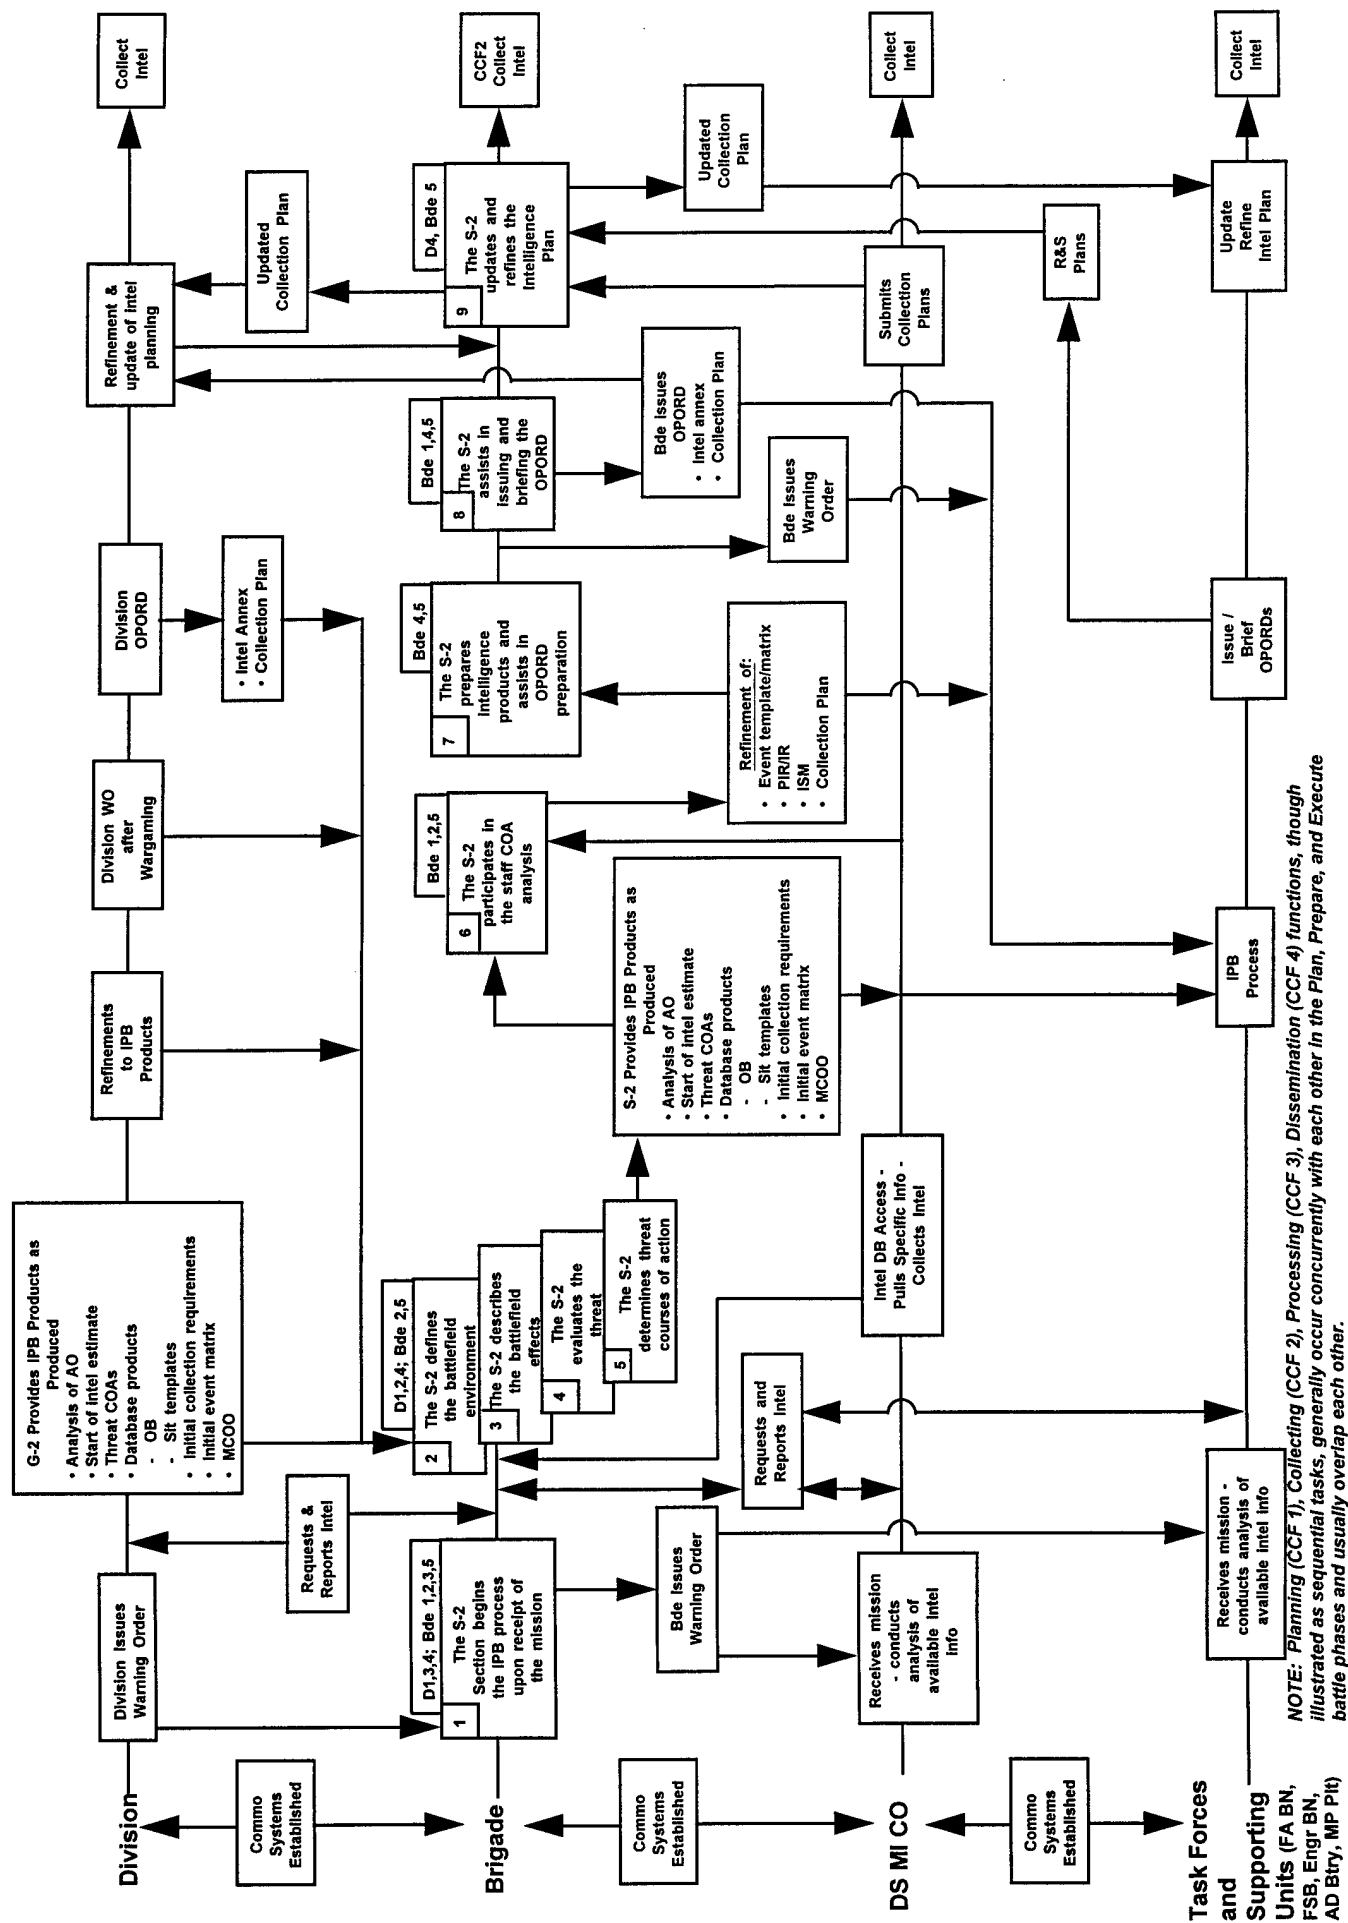 Division
Commo
Systems
Established
Division Issues
Warning Order
Requests &
Reports Intel
G-2 Provides IPB Products as
Produced
• Analysis of AO
• Start of intel estimate
• Threat COAs
• Database products
- OB
- Sit templates
• Initial collection requirements
• Initial event matrix
• MCOO
Refinements
to IPB
Products
Division WO
after
Wargaming
Division
OPORD
• Intel Annex
• Collection Plan
Refinement &
update of intel
planning
Updated
Collection Plan
Collect
Intel
Brigade
Commo
Systems
Established
D1,3,4; Bde 1,2,3,5
1
The S-2
Section begins
the IPB process
upon receipt of
the mission
Bde Issues
Warning Order
D1,2,4; Bde 2,5
2
The S-2 defines
the battlefield
environment
3
The S-2 describes
the battlefield
effects
4
The S-2
evaluates the
threat
5
The S-2
determines threat
courses of action
Requests and
Reports Intel
S-2 Provides IPB Products as
Produced
• Analysis of AO
• Start of intel estimate
• Threat COAs
• Database products
- OB
- Sit templates
• Initial collection requirements
• Initial event matrix
• MCOO
Bde 1,2,5
6
The S-2
participates in
the staff COA
analysis
Refinement of:
• Event template/matrix
• PIR/IR
• ISM
• Collection Plan
Bde 4,5
7
The S-2
prepares
Intelligence
products and
assists in
OPORD
preparation
Bde Issues
Warning
Order
Bde 1,4,5
8
The S-2
assists in
issuing and
briefing the
OPORD
Bde Issues
OPORD
• Intel annex
• Collection Plan
D4, Bde 5
9
The S-2
updates and
refines the
Intelligence
Plan
Updated
Collection
Plan
CCF2
Collect
Intel
DS MI CO
Commo
Systems
Established
Receives mission
- conducts
analysis of
available Intel
info
Intel DB Access -
Pulls Specific Info -
Collects Intel
Submits
Collection
Plans
Collect
Intel
Task Forces
and
Supporting
Units (FA BN,
FSB, Engr BN,
AD Btry, MP Plt)
Receives mission -
conducts analysis of
available Intel info
IPB
Process
Issue /
Brief
OPORDs
R&S
Plans
Update
Refine
Intel Plan
Collect
Intel
NOTE: Planning (CCF 1), Collecting (CCF 2), Processing (CCF 3), Dissemination (CCF 4) functions, though
illustrated as sequential tasks, generally occur concurrently with each other in the Plan, Prepare, and Execute
battle phases and usually overlap each other.